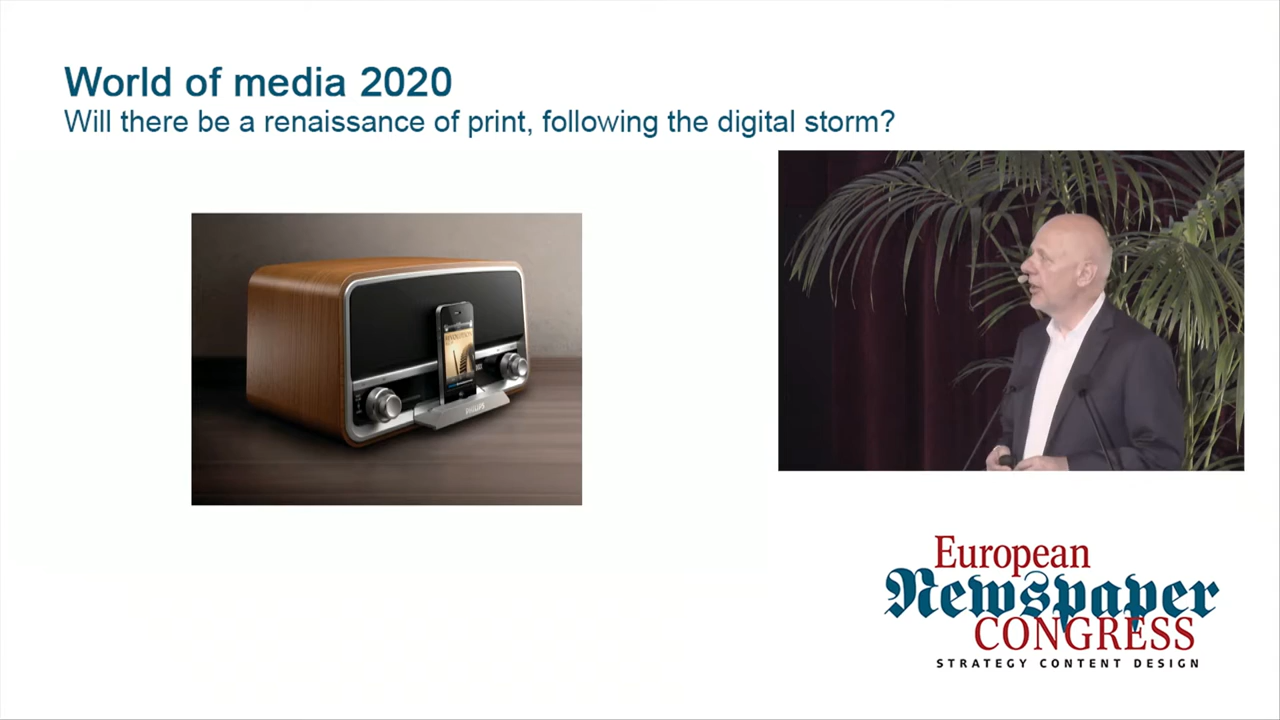 World of media 2020
Will there be a renaissance of print, following the digital storm?
PHILIPS
European
Newspaper
CONGRESS
STRATEGY CONTENT DESIGN